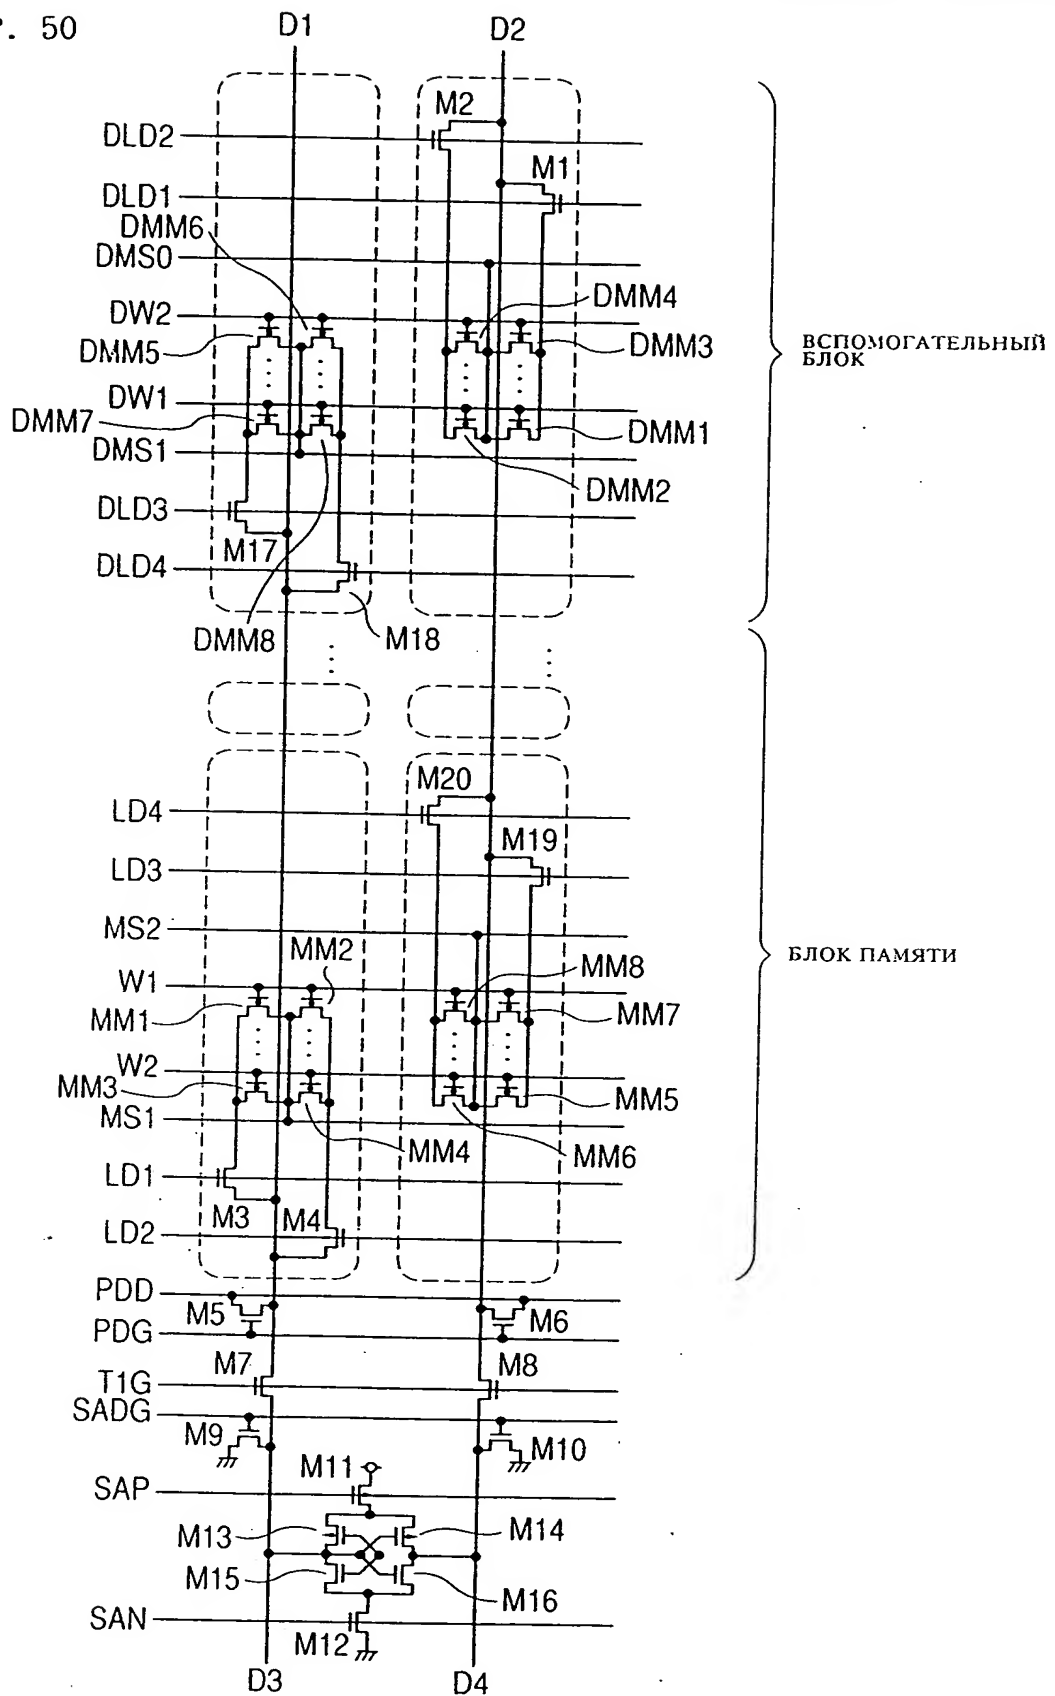 . 50
D1
D2
M2
DLD2
M1
DLD1
DMM6
DMS0
DMM4
DW2
DMM5
DMM3
ВСПОМОГАТЕЛЬНЫЙ
БЛОК
DW1
DMM7
DMM1
DMS1
DMM2
DLD3
M17
DLD4
DMM8
M18
M20
LD4
M19
LD3
MS2
MM2
MM8
БЛОК ПАМЯТИ
W1
MM1
MM7
W2
MM3
MM5
MS1
MM4
MM6
LD1
M3
M4
LD2
PDD
M5
M6
PDG
M7
M8
T1G
SADG
M9
M10
M11
SAP
M13
M14
M15
M16
SAN
M12
D3
D4